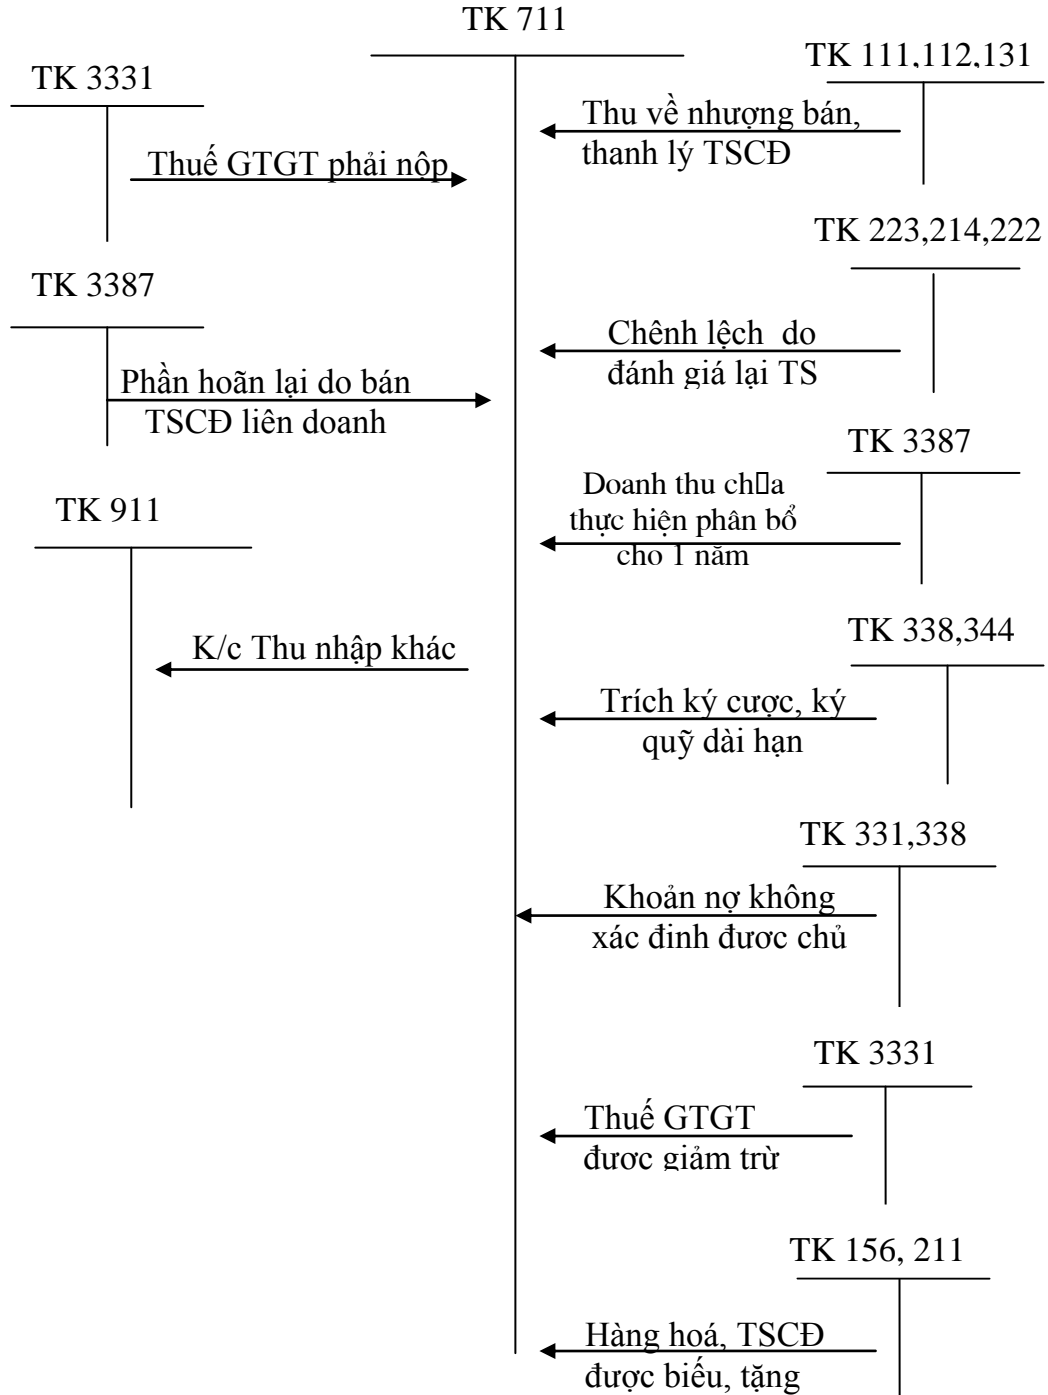 TK 711
TK 3331
Thuế GTGT phải nộp
TK 3387
Phần hoãn lại do bán
TSCĐ liên doanh
TK 911
K/c Thu nhập khác
TK 111,112,131
Thu về nhượng bán,
thanh lý TSCĐ
TK 223,214,222
Chênh lệch do
đánh giá lại TS
TK 3387
Doanh thu ch□a
thực hiện phân bổ
cho 1 năm
TK 338,344
Trích ký cược, ký
quỹ dài hạn
TK 331,338
Khoản nợ không
xác đinh đươc chủ
TK 3331
Thuế GTGT
đươc giảm trừ
TK 156, 211
Hàng hoá, TSCĐ
được biếu, tặng